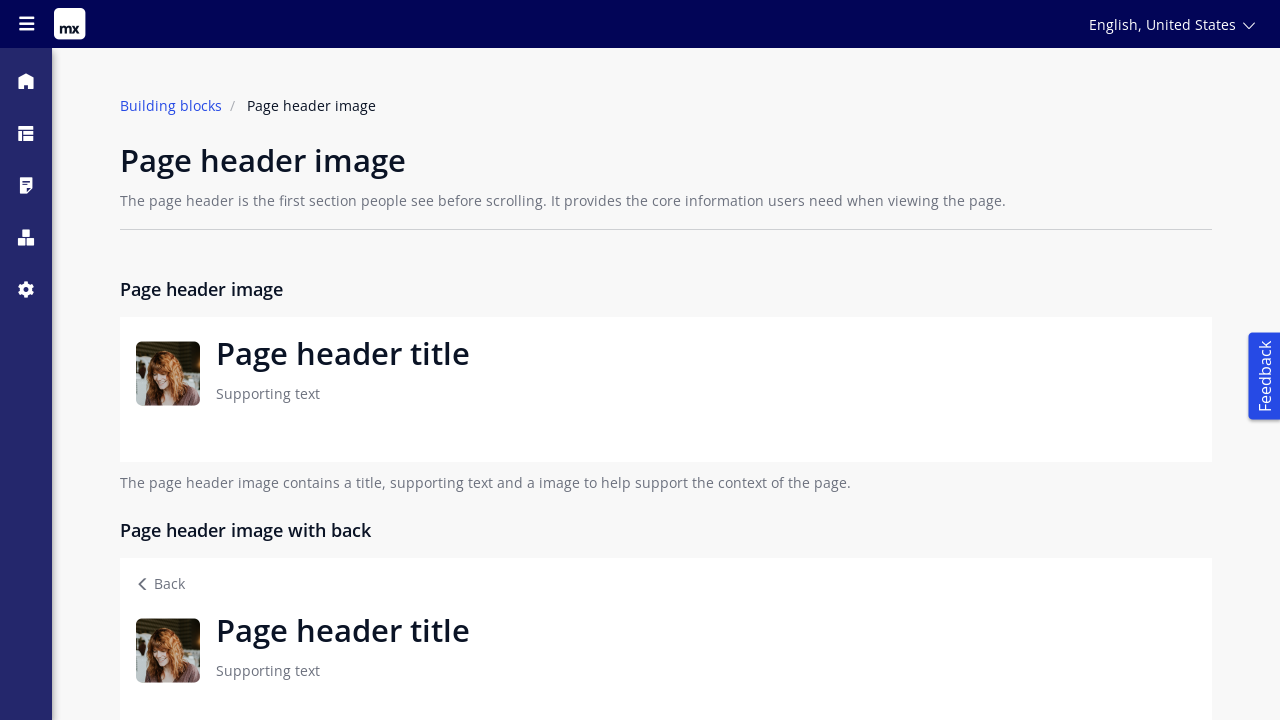 mx
English, United States
Building blocks / Page header image
Page header image
The page header is the first section people see before scrolling. It provides the core information users need when viewing the page.
Page header image
Page header title
Supporting text
Feedback
The page header image contains a title, supporting text and a image to help support the context of the page.
Page header image with back
Back
Page header title
Supporting text